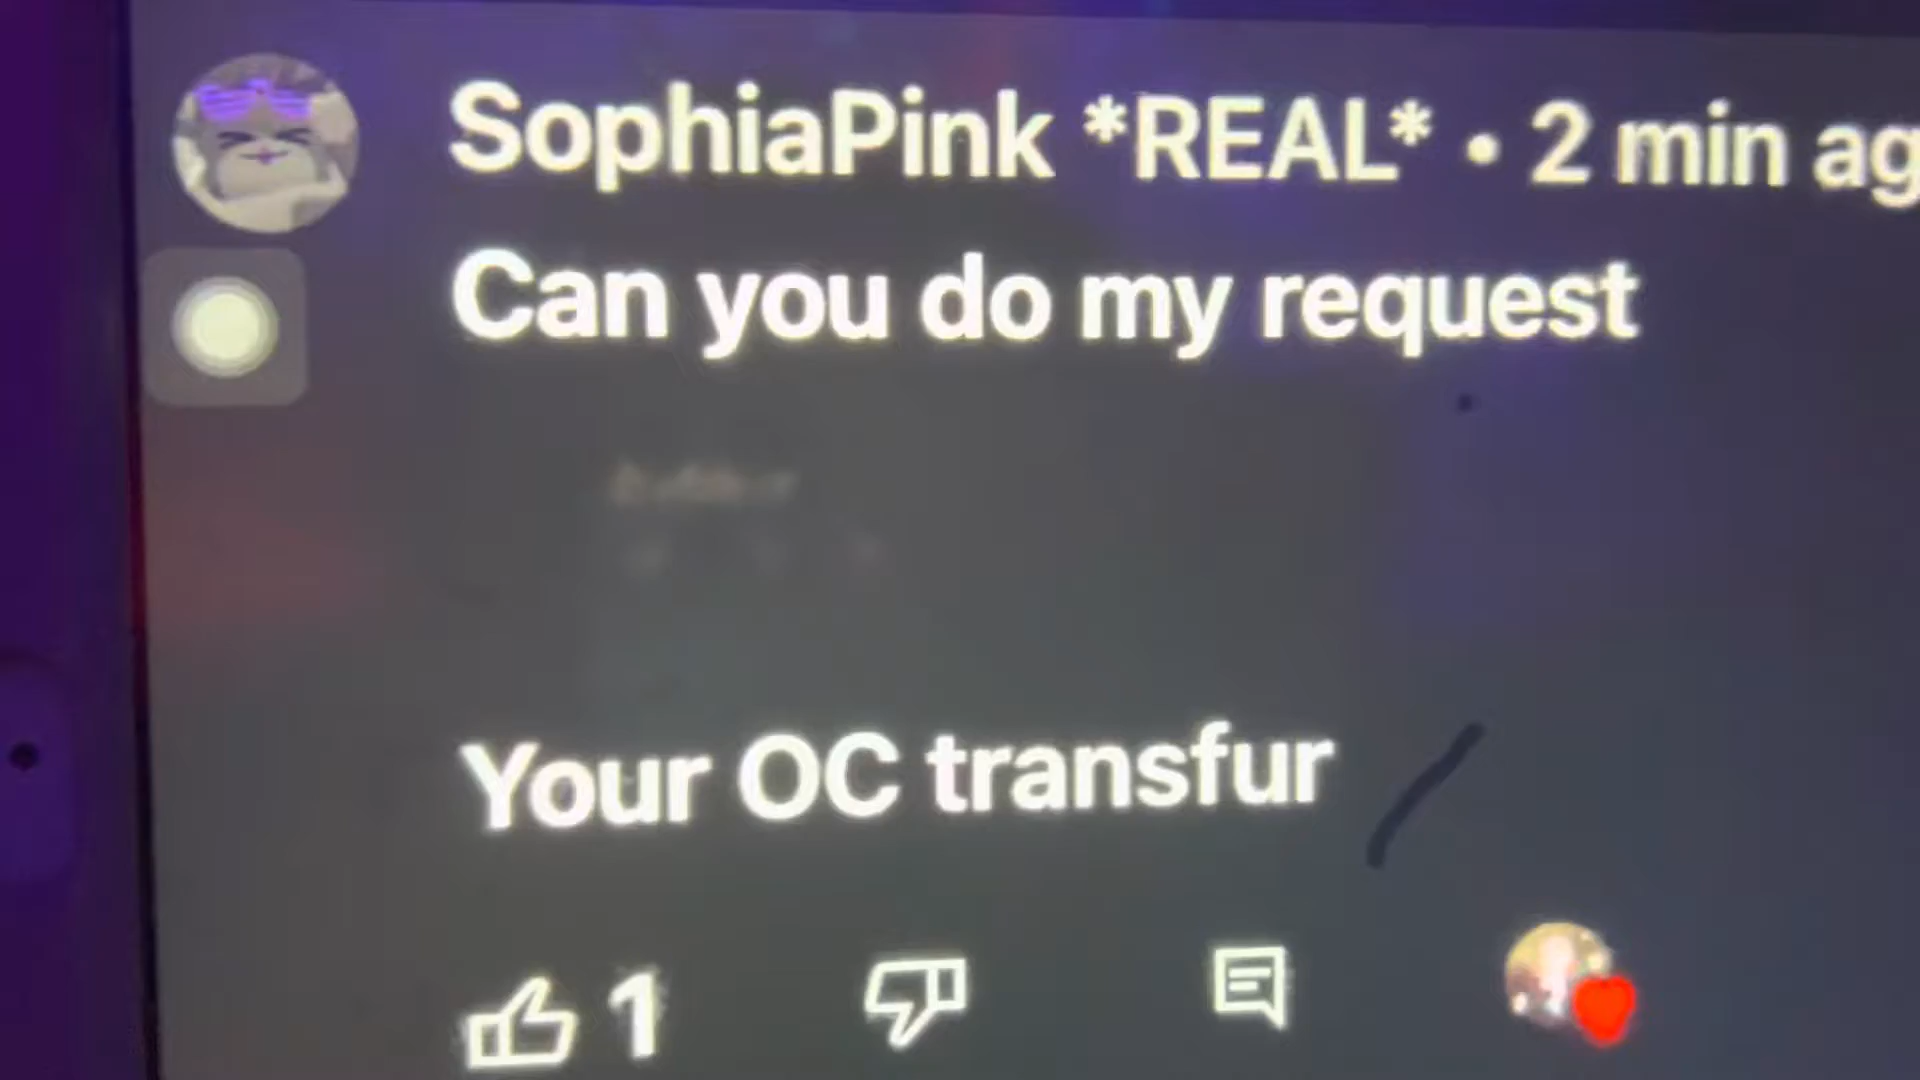 SophiaPink *REAL* • 2 min ag
Can you do my request
Your OC transfur
1